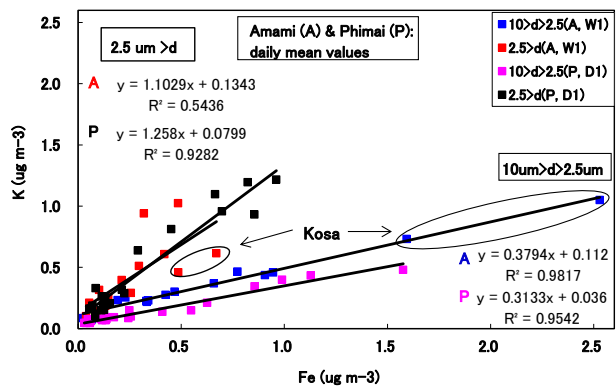 Amami (A) & Phimai (P):
daily mean values
2.5 um >d
10>d>2.5(A, W1)
2.5>d(A, W1)
10>d>2.5(P, D1)
2.5>d(P, D1)
A y = 1.1029x + 0.1343
R² = 0.5436
P y = 1.258x + 0.0799
R² = 0.9282
10um>d>2.5um
Kosa
A y = 0.3794x + 0.112
R² = 0.9817
P y = 0.3133x + 0.036
R² = 0.9542
K (ug m-3)
2.6
2.5
2.0
1.5
1.0
0.5
0.0
0.0 0.5 1.0 1.5 2.0 2.5 3.0
Fe (ug m-3)